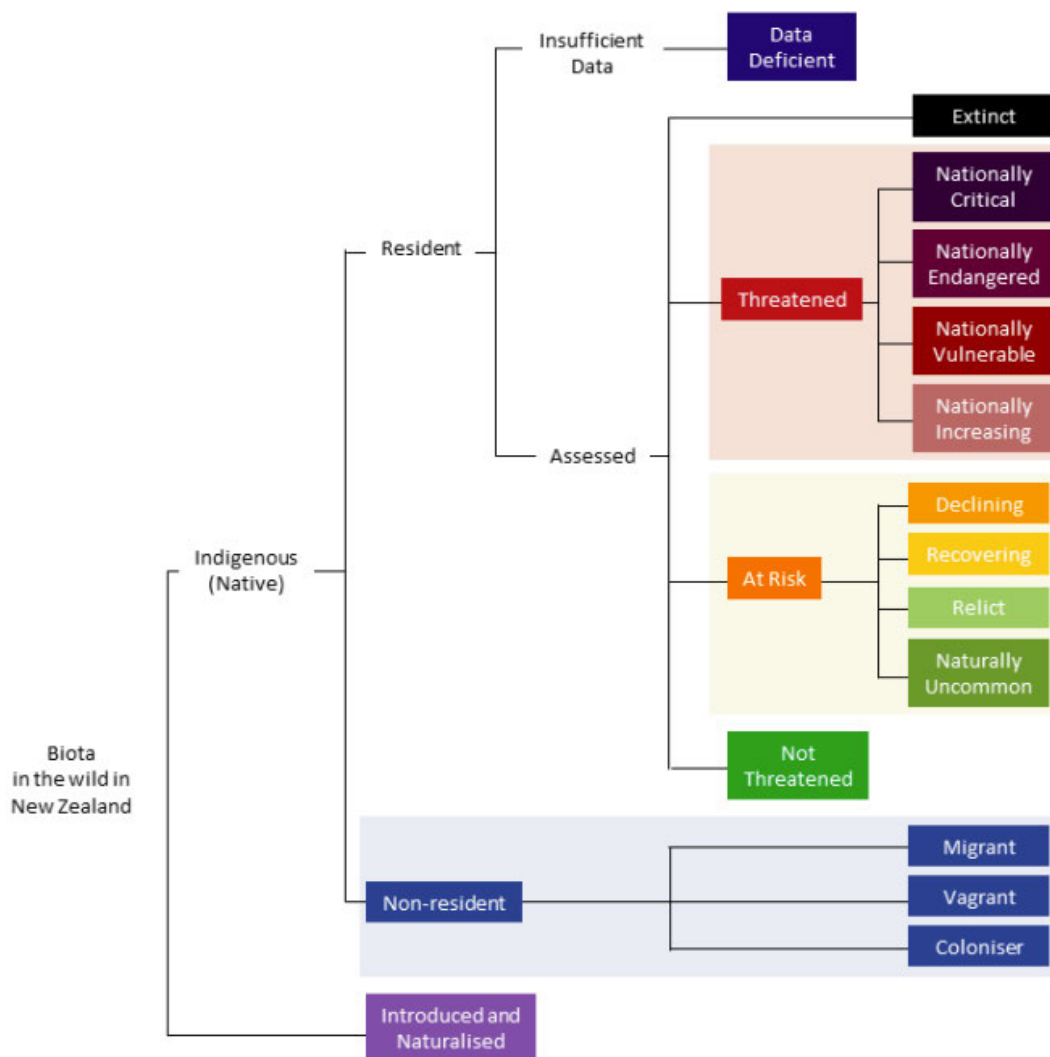 Insufficient
Data
Data
Deficient
Extinct
Nationally
Critical
Resident
Nationally
Endangered
Threatened
Nationally
Vulnerable
Nationally
Increasing
Assessed
Declining
Indigenous
(Native)
Recovering
At Risk
Relict
Naturally
Uncommon
Biota
in the wild in
New Zealand
Not
Threatened
Migrant
Non-resident
Vagrant
Coloniser
Introduced and
Naturalised